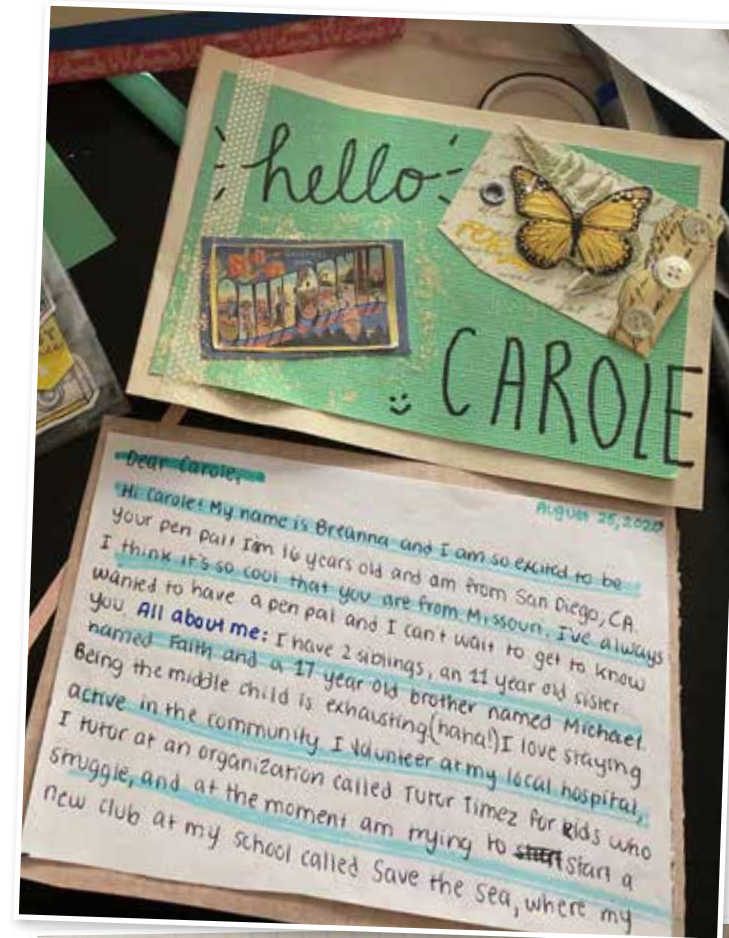 hello
FOR
CALIFORNIA
CAROLE
Dear Carole,
August 25, 2020
Hi Carole! My name is Breanna and I am so excited to be
your pen pal! I'm 16 years old and am from San Diego, CA.
I think it's so cool that you are from Missouri. I've always
wanted to have a pen pal and I can't wait to get to know
you. All about me: I have 2 siblings, an 11 year old sister
named Faith and a 17 year old brother named Michael.
Being the middle child is exhausting (haha!) I love staying
active in the community. I volunteer at my local hospital,
I tutor at an organization called Tutor Timez for kids who
struggle, and at the moment am trying to start a
new club at my school called Save the Sea, where my